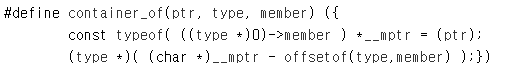 #define container_of(ptr, type, member) ({
const typeof( ((type *)0)->member ) *__mptr = (ptr);
(type *)( (char *)__mptr - offsetof(type,member) );})